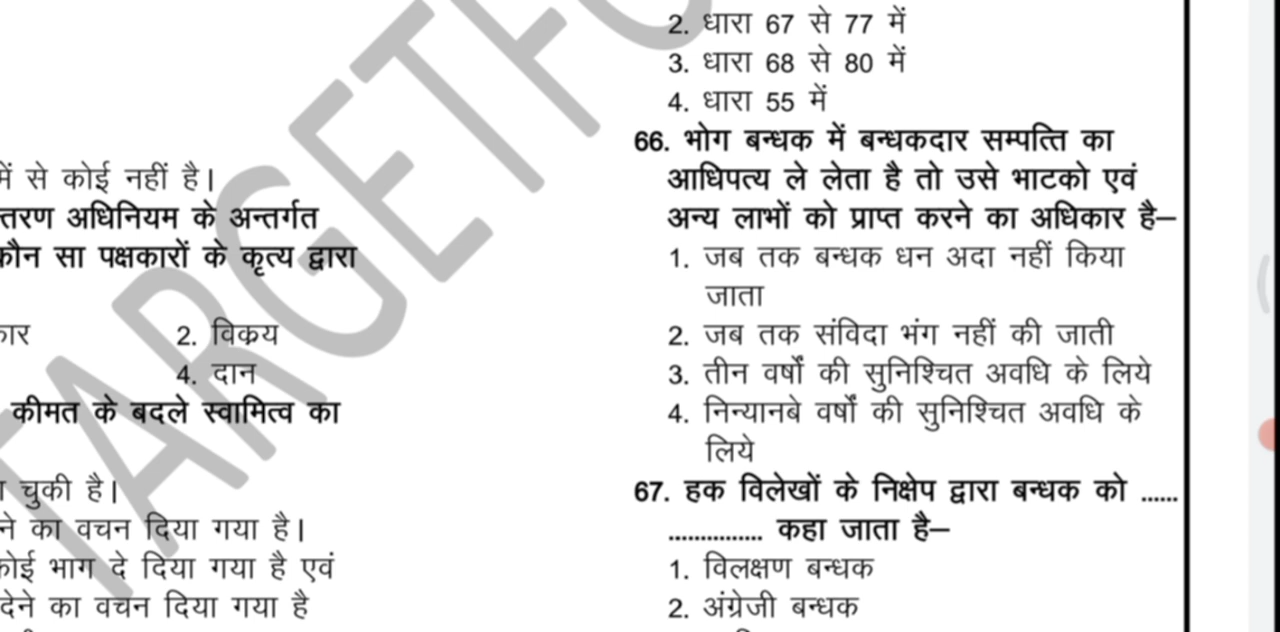 में से कोई नहीं है।
तरण अधिनियम के अन्तर्गत
कौन सा पक्षकारों के कृत्य द्वारा
कार 2. विक्रय
4. दान
कीमत के बदले स्वामित्व का
चुकी है।
ने का वचन दिया गया है।
कोई भाग दे दिया गया है एवं
देने का वचन दिया गया है
2. धारा 67 से 77 में
3. धारा 68 से 80 में
4. धारा 55 में
66. भोग बन्धक में बन्धकदार सम्पत्ति का
आधिपत्य ले लेता है तो उसे भाटको एवं
अन्य लाभों को प्राप्त करने का अधिकार है–
1. जब तक बन्धक धन अदा नहीं किया
जाता
2. जब तक संविदा भंग नहीं की जाती
3. तीन वर्षों की सुनिश्चित अवधि के लिये
4. निन्यानबे वर्षों की सुनिश्चित अवधि के
लिये
67. हक विलेखों के निक्षेप द्वारा बन्धक को ......
............... कहा जाता है–
1. विलक्षण बन्धक
2. अंग्रेजी बन्धक
TARGETFO